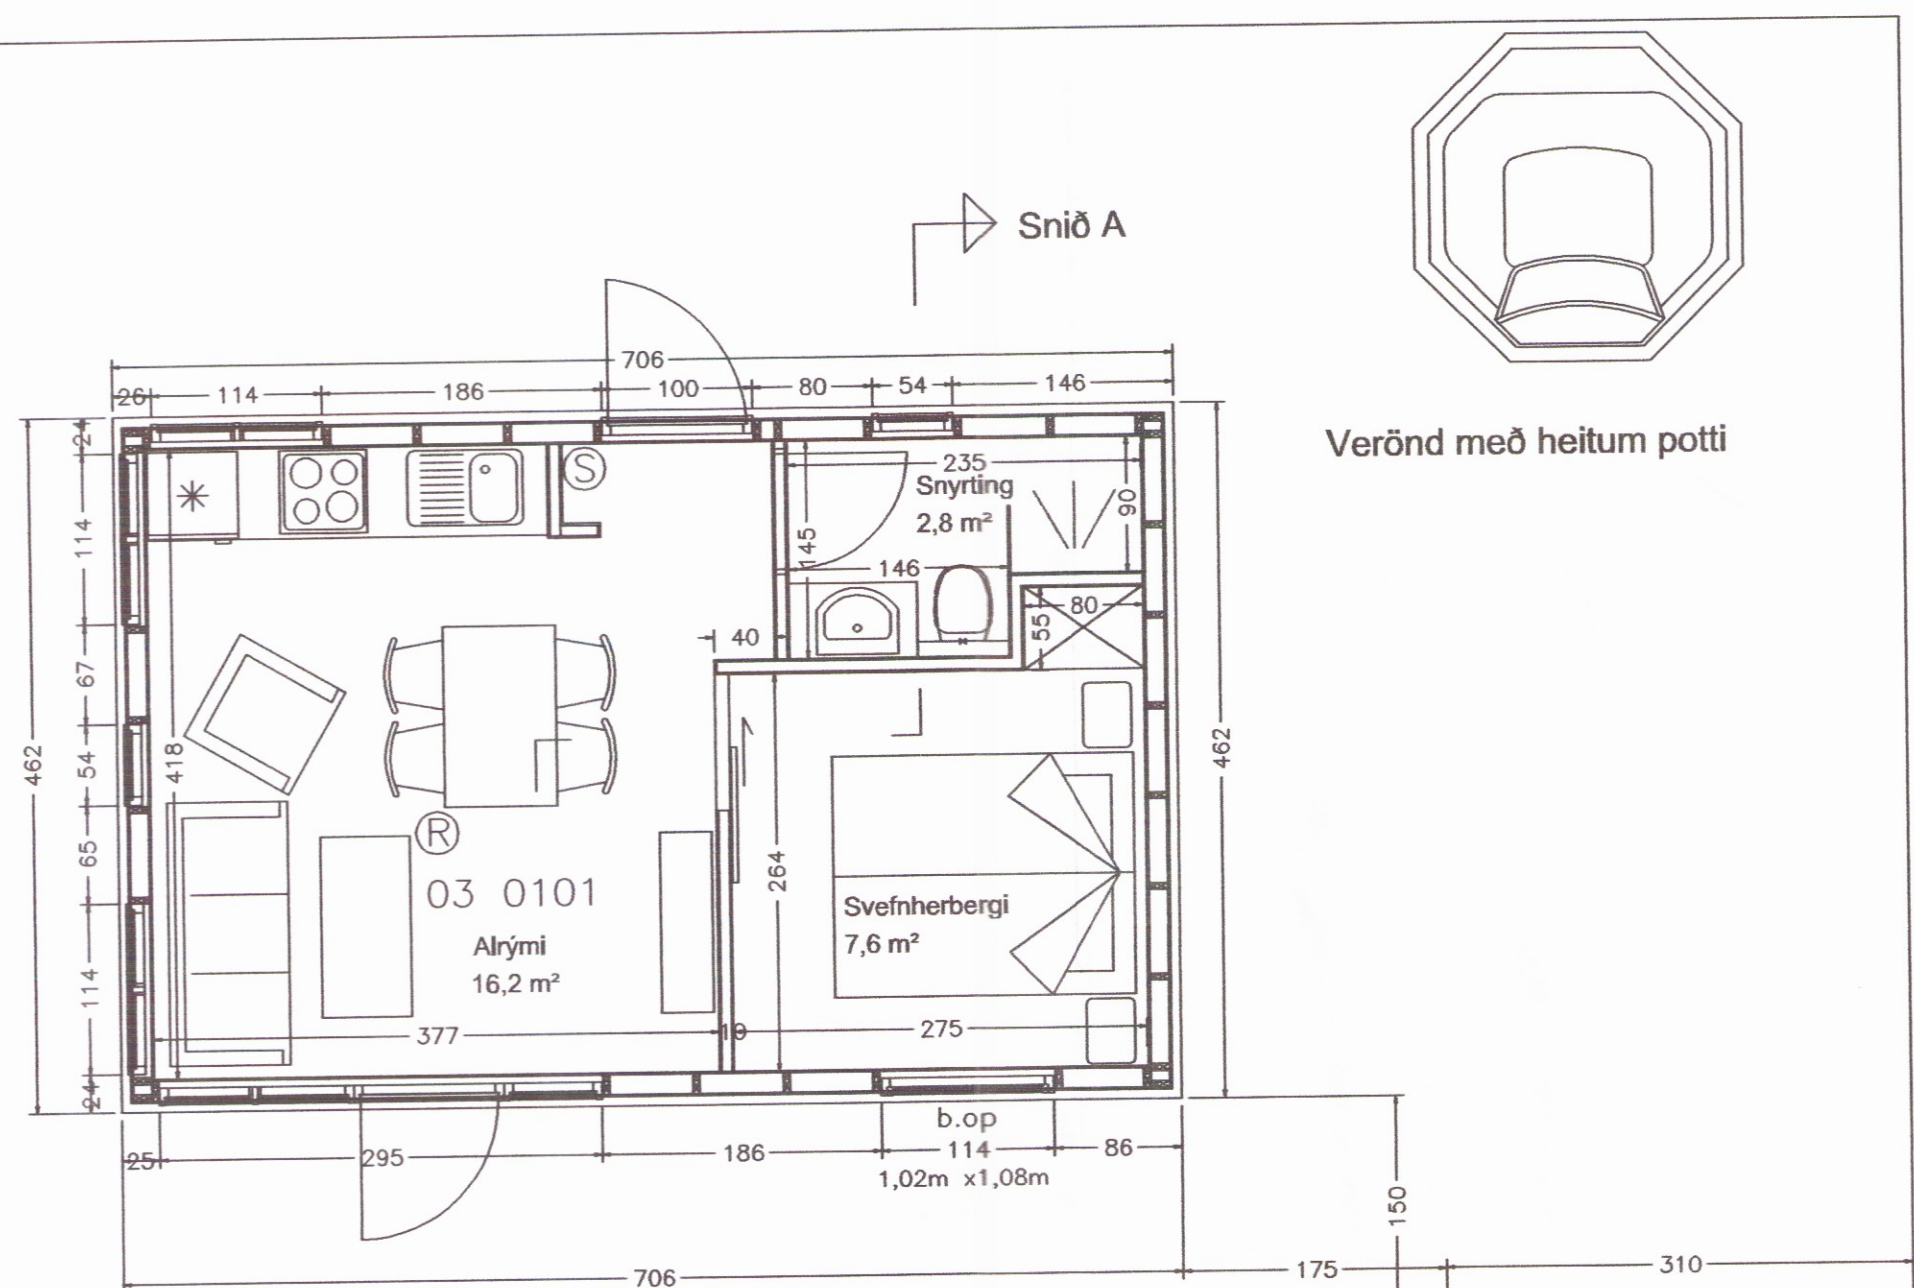 Snið A
Verönd með heitum potti
706
26 114 186 100 80 54 146
24
114
67
54
65
114
24
462
418
S
235
Snyrting
2,8 m²
145
146
90
80
55
40
462
264
R
03 0101
Alrými
16,2 m²
Svefnherbergi
7,6 m²
377 10 275
b.op
25 295 186 114 86
1,02m x1,08m
150
706 175 310